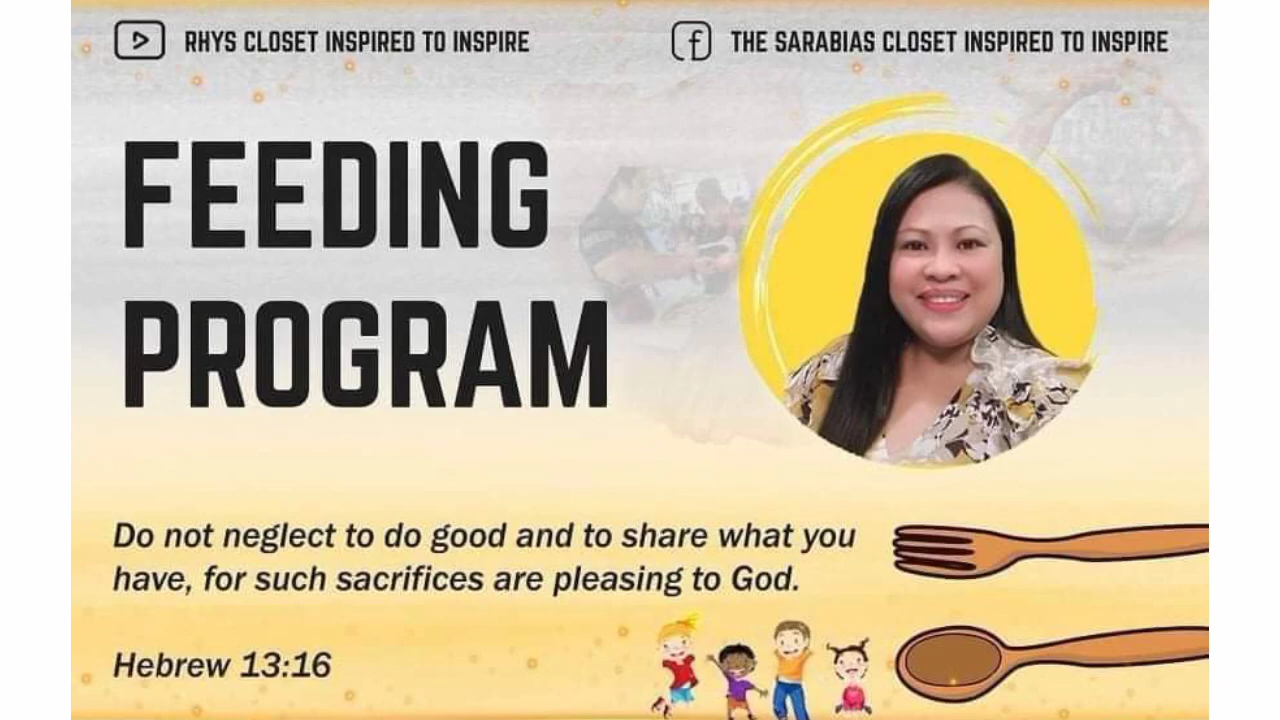 RHYS CLOSET INSPIRED TO INSPIRE
THE SARABIAS CLOSET INSPIRED TO INSPIRE
FEEDING
PROGRAM
Do not neglect to do good and to share what you
have, for such sacrifices are pleasing to God.
Hebrew 13:16